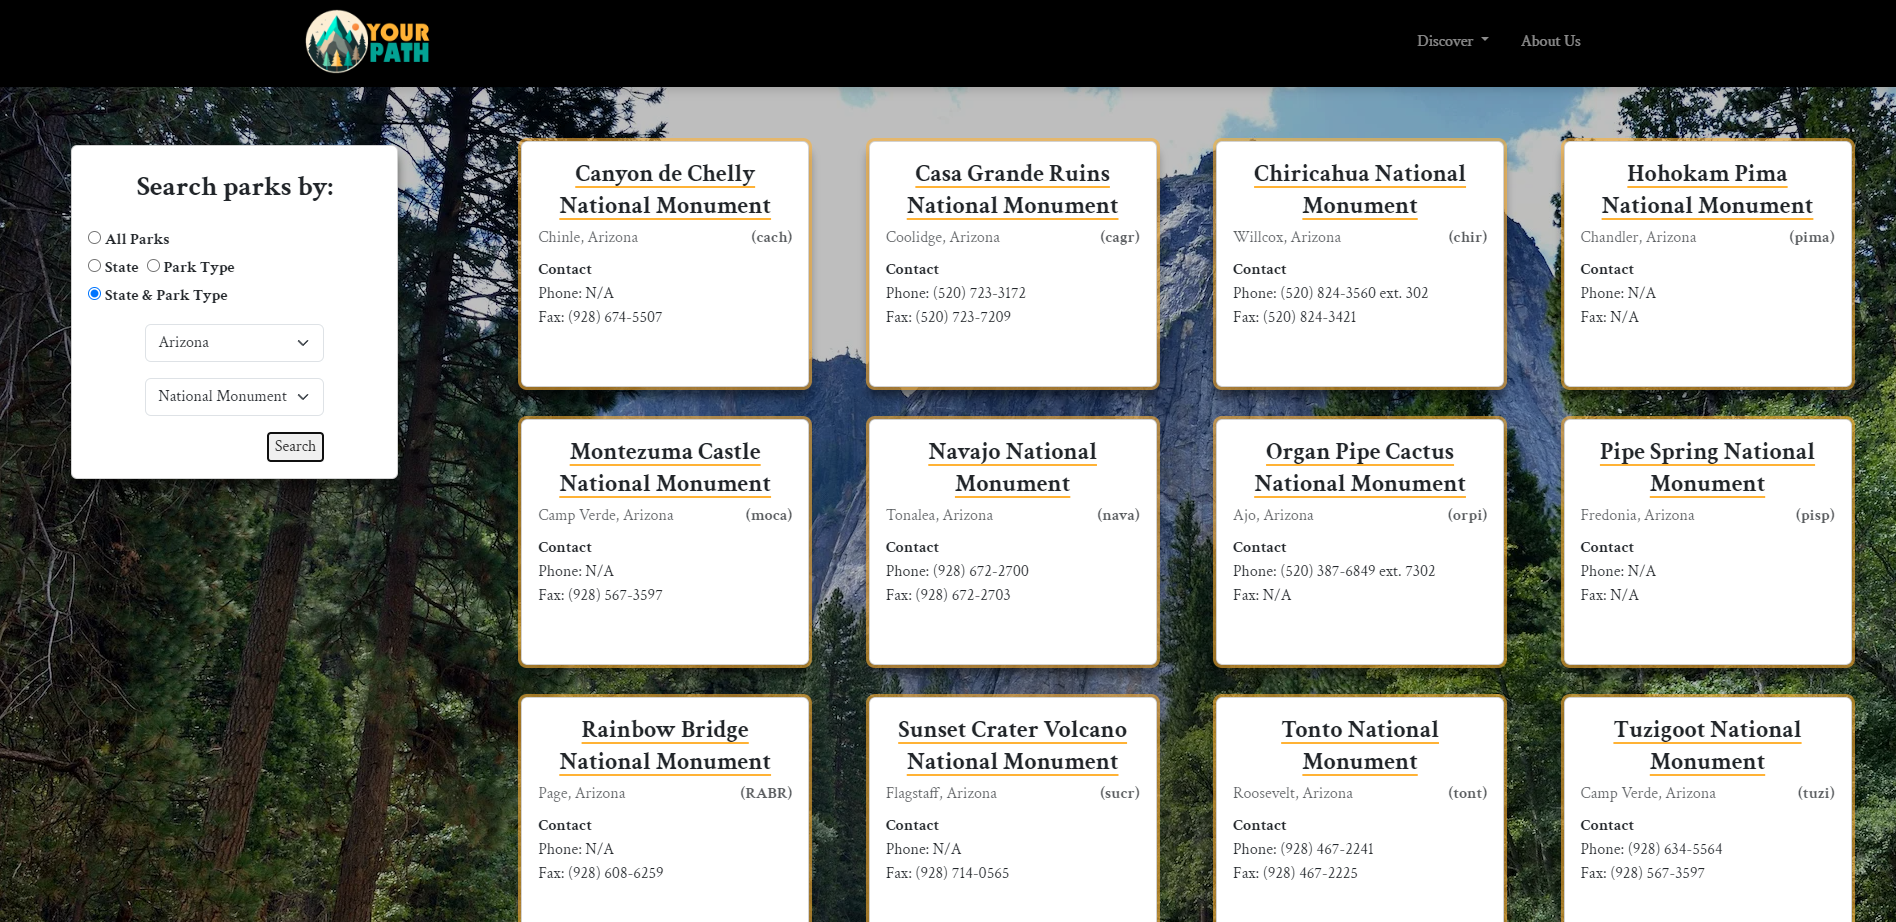 YOUR
PATH
Discover
About Us
Search parks by:
All Parks
State Park Type
State & Park Type
Arizona
National Monument
Search
Canyon de Chelly
National Monument
Chinle, Arizona (cach)
Contact
Phone: N/A
Fax: (928) 674-5507
Casa Grande Ruins
National Monument
Coolidge, Arizona (cagr)
Contact
Phone: (520) 723-3172
Fax: (520) 723-7209
Chiricahua National
Monument
Willcox, Arizona (chir)
Contact
Phone: (520) 824-3560 ext. 302
Fax: (520) 824-3421
Hohokam Pima
National Monument
Chandler, Arizona (pima)
Contact
Phone: N/A
Fax: N/A
Montezuma Castle
National Monument
Camp Verde, Arizona (moca)
Contact
Phone: N/A
Fax: (928) 567-3597
Navajo National
Monument
Tonalea, Arizona (nava)
Contact
Phone: (928) 672-2700
Fax: (928) 672-2703
Organ Pipe Cactus
National Monument
Ajo, Arizona (orpi)
Contact
Phone: (520) 387-6849 ext. 7302
Fax: N/A
Pipe Spring National
Monument
Fredonia, Arizona (pisp)
Contact
Phone: N/A
Fax: N/A
Rainbow Bridge
National Monument
Page, Arizona (RABR)
Contact
Phone: N/A
Fax: (928) 608-6259
Sunset Crater Volcano
National Monument
Flagstaff, Arizona (sucr)
Contact
Phone: N/A
Fax: (928) 714-0565
Tonto National
Monument
Roosevelt, Arizona (tont)
Contact
Phone: (928) 467-2241
Fax: (928) 467-2225
Tuzigoot National
Monument
Camp Verde, Arizona (tuzi)
Contact
Phone: (928) 634-5564
Fax: (928) 567-3597